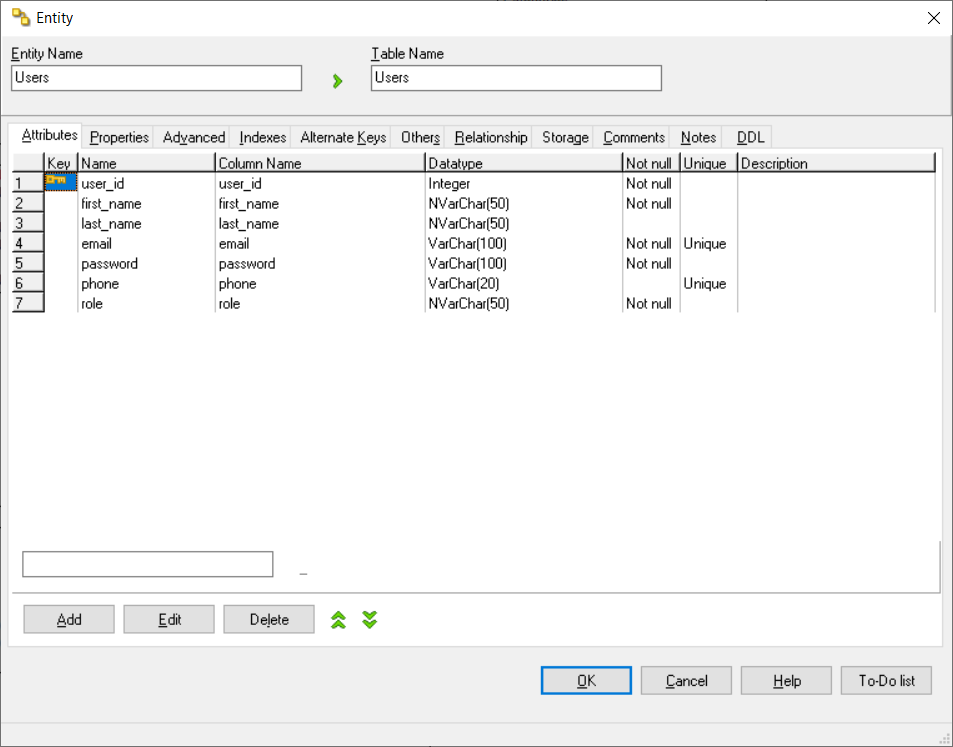 Entity
Entity Name Table Name
Users Users
Attributes Properties Advanced Indexes Alternate Keys Others Relationship Storage Comments Notes DDL
Key Name Column Name Datatype Not null Unique Description
1 user_id user_id Integer Not null
2 first_name first_name NVarChar(50) Not null
3 last_name last_name NVarChar(50)
4 email email VarChar(100) Not null Unique
5 password password VarChar(100) Not null
6 phone phone VarChar(20) Unique
7 role role NVarChar(50) Not null
_
Add Edit Delete
OK Cancel Help To-Do list